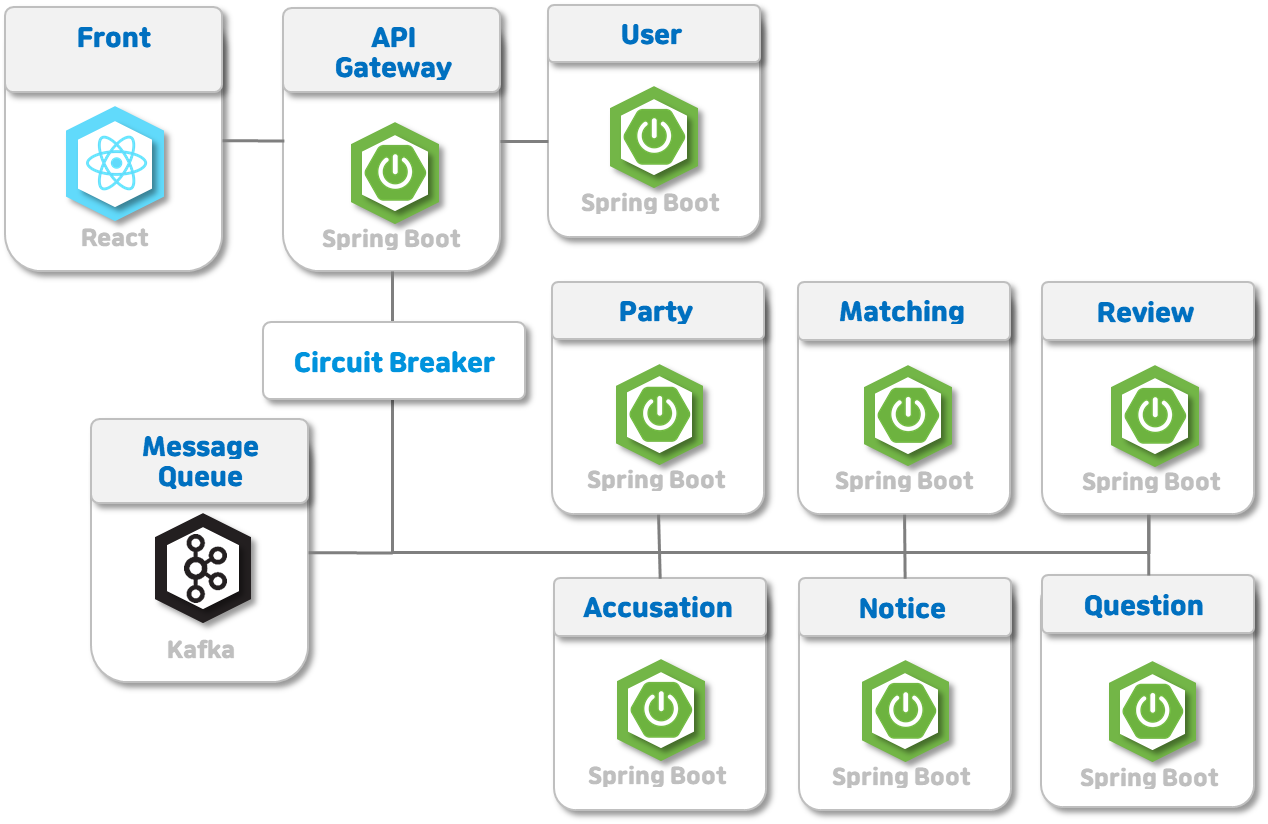 Front
React
API
Gateway
Spring Boot
User
Spring Boot
Circuit Breaker
Message
Queue
Kafka
Party
Spring Boot
Matching
Spring Boot
Review
Spring Boot
Accusation
Spring Boot
Notice
Spring Boot
Question
Spring Boot